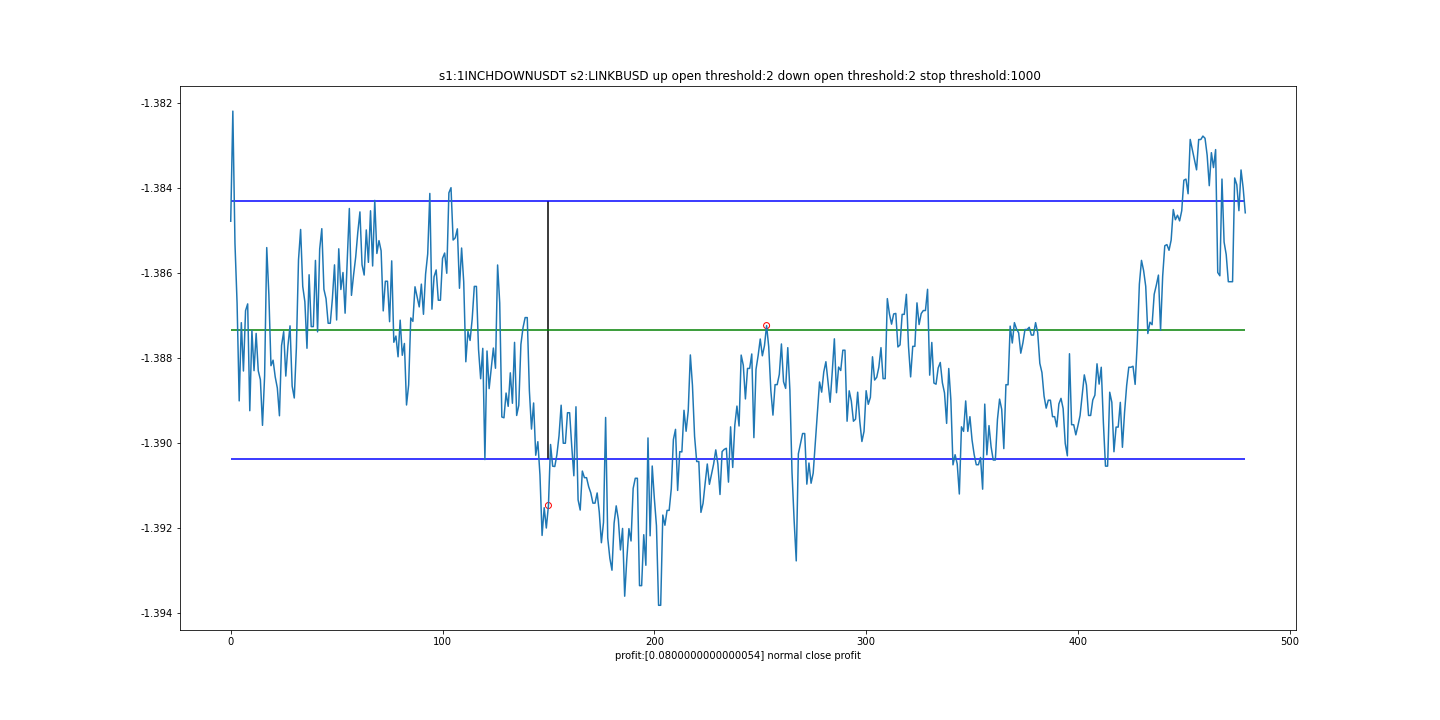 s1:1INCHDOWNUSDT s2:LINKBUSD up open threshold:2 down open threshold:2 stop threshold:1000
-1.382
-1.384
-1.386
-1.388
-1.390
-1.392
-1.394
0 100 200 300 400 500
profit:[0.0800000000000054] normal close profit